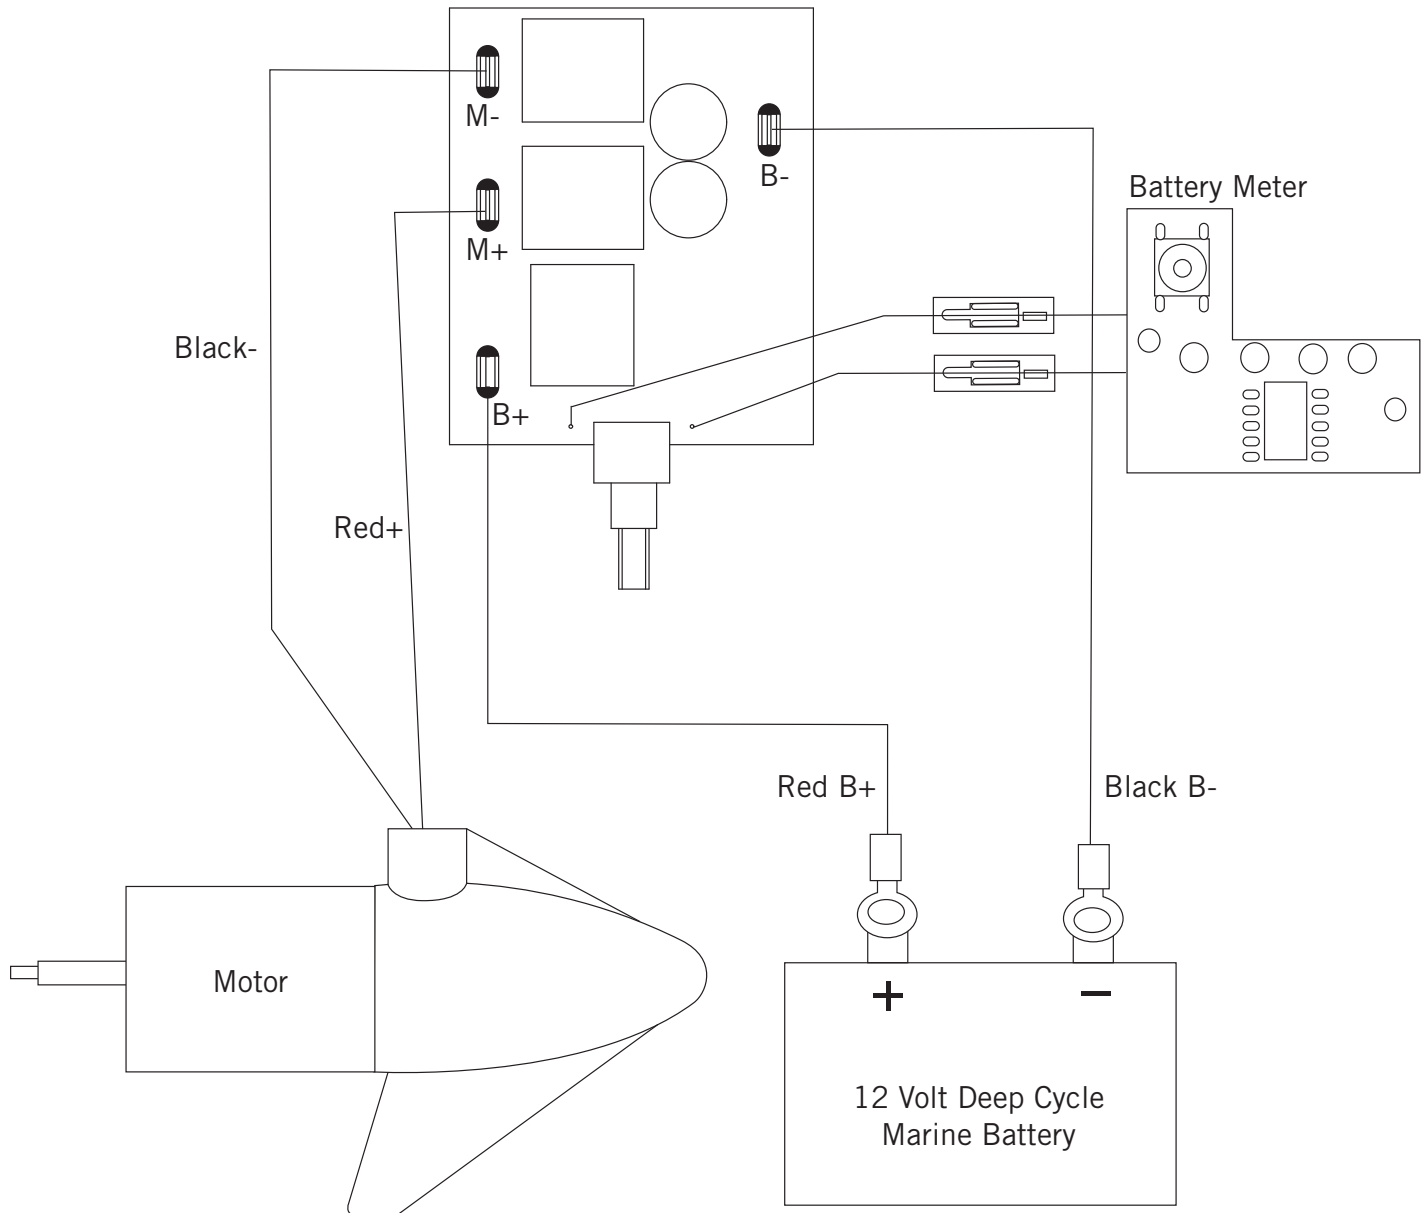 M-
B-
Battery Meter
M+
Black-
B+
Red+
Red B+
Black B-
Motor
+
−
12 Volt Deep Cycle
Marine Battery